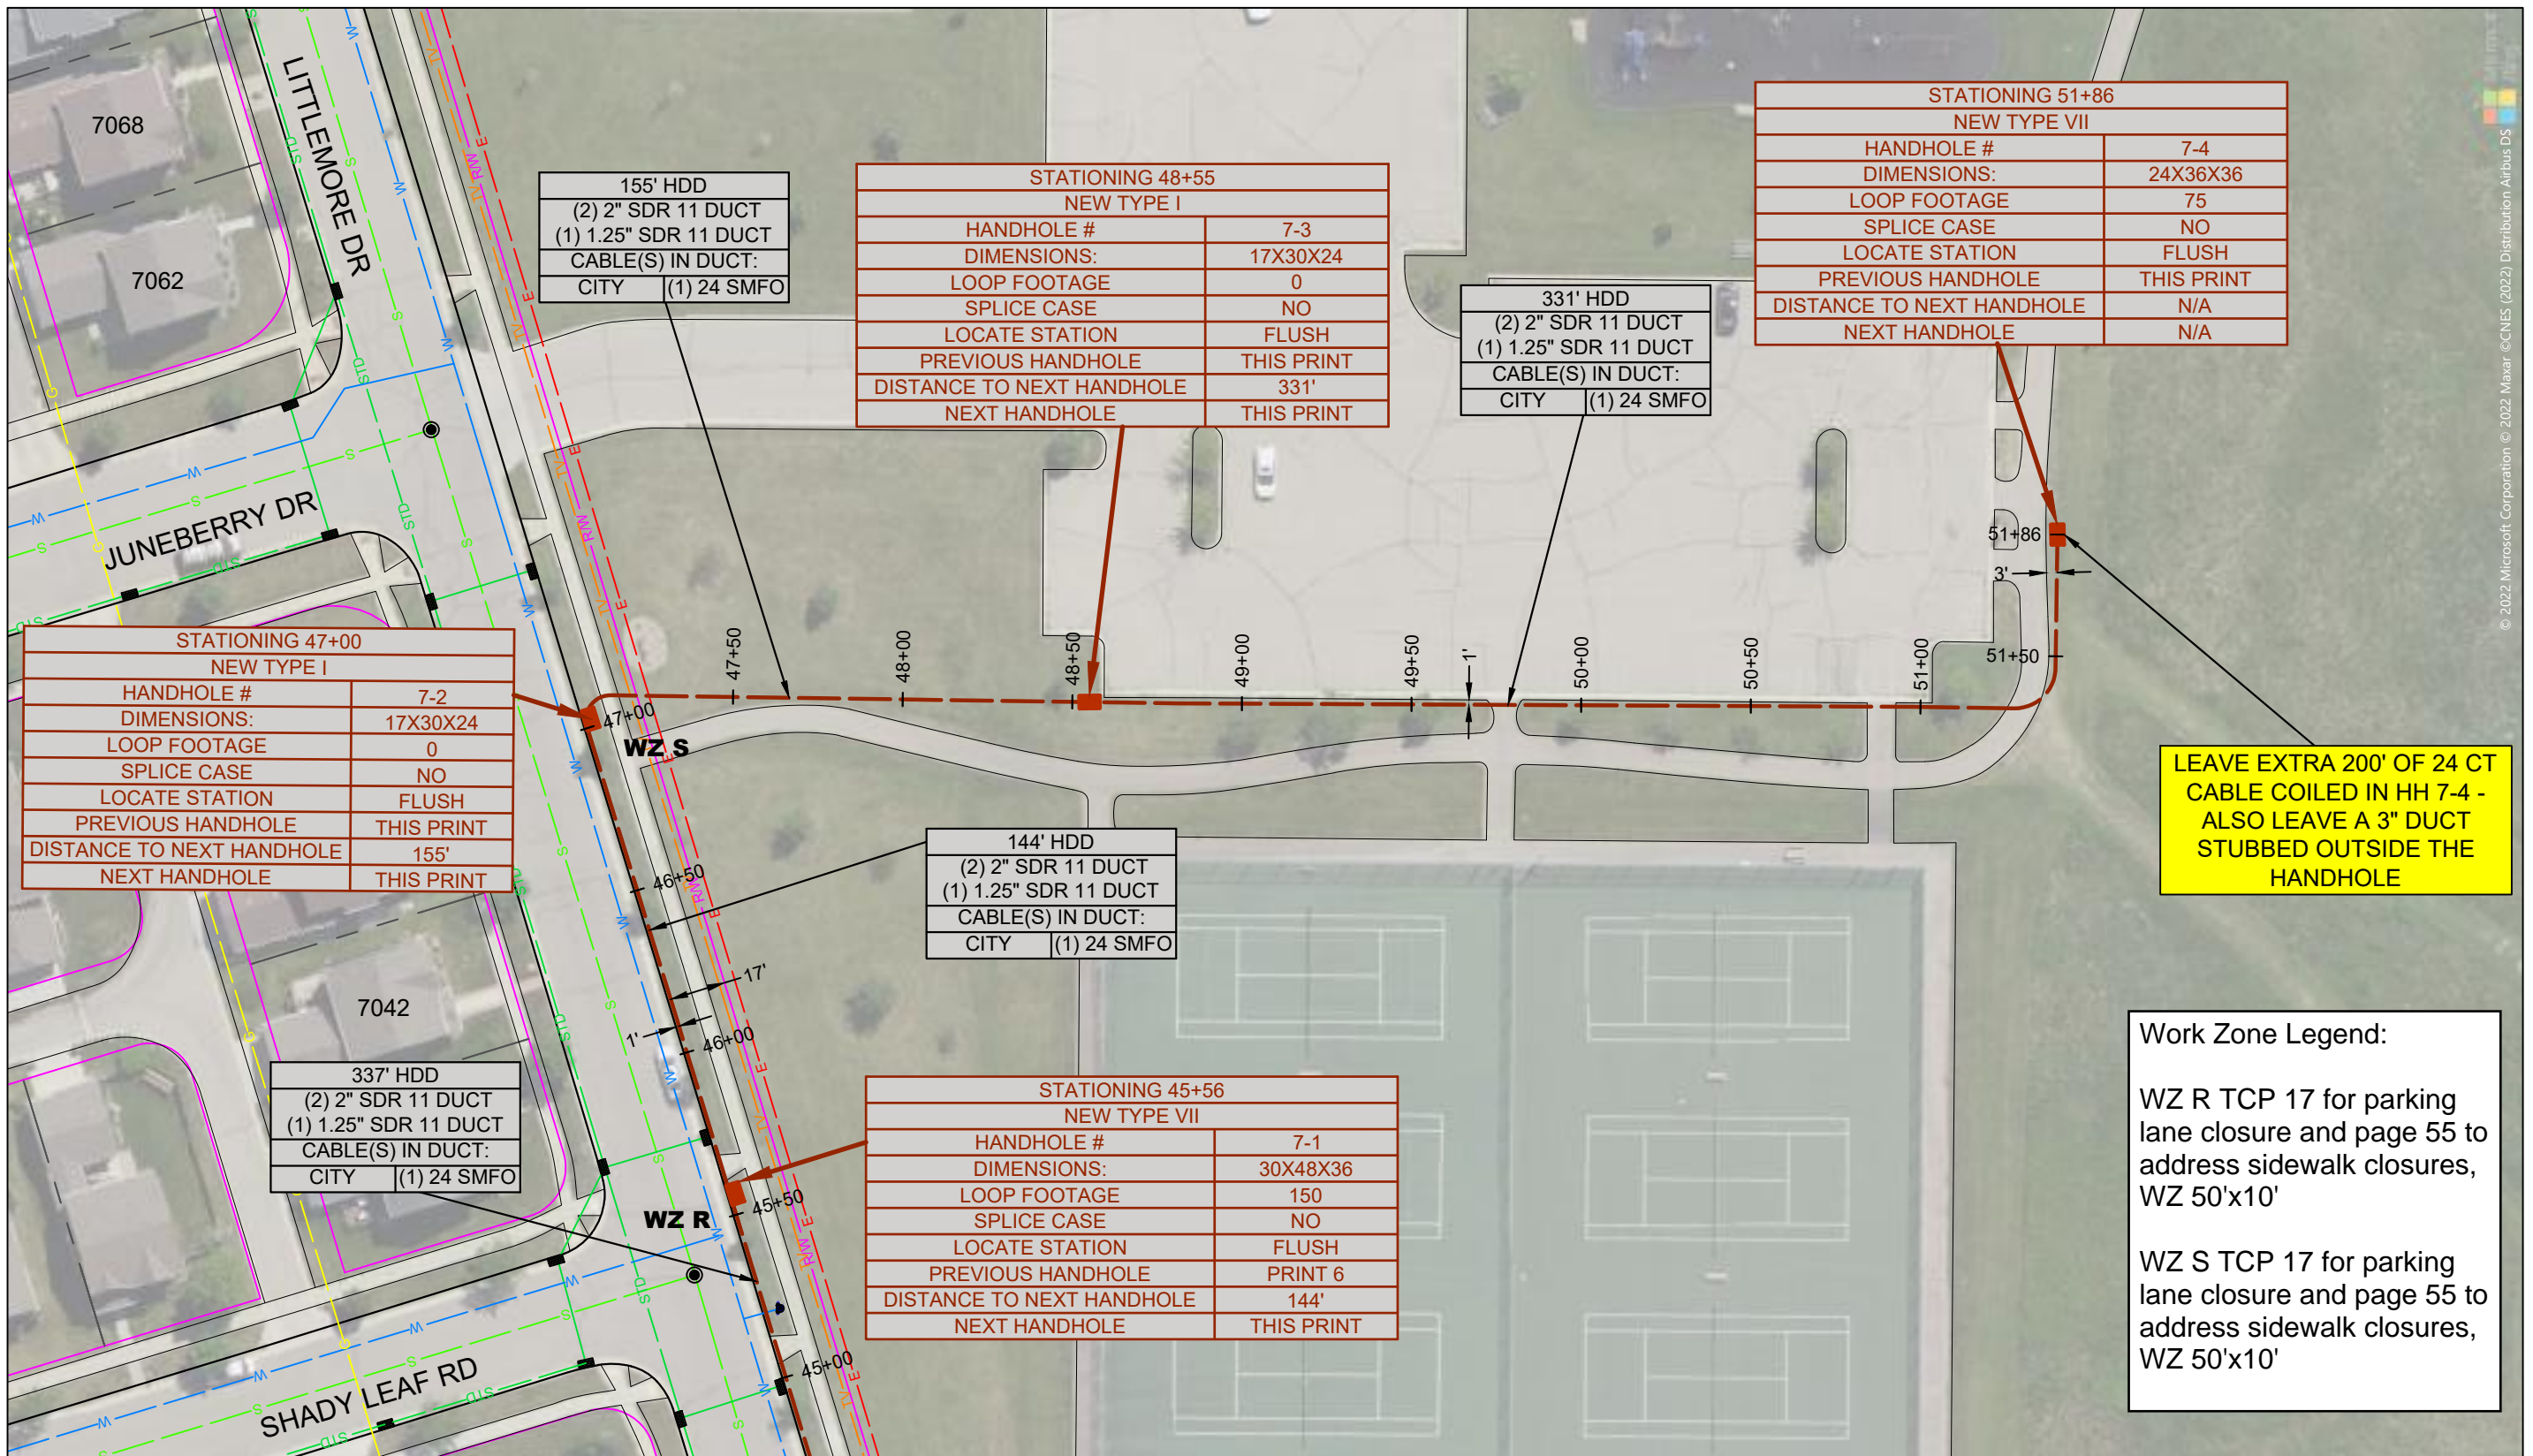 LITTLEMORE DR
7068
7062
JUNEBERRY DR
155' HDD
(2) 2" SDR 11 DUCT
(1) 1.25" SDR 11 DUCT
CABLE(S) IN DUCT:
CITY (1) 24 SMFO
STATIONING 48+55
NEW TYPE I
HANDHOLE # 7-3
DIMENSIONS: 17X30X24
LOOP FOOTAGE 0
SPLICE CASE NO
LOCATE STATION FLUSH
PREVIOUS HANDHOLE THIS PRINT
DISTANCE TO NEXT HANDHOLE 331'
NEXT HANDHOLE THIS PRINT
331' HDD
(2) 2" SDR 11 DUCT
(1) 1.25" SDR 11 DUCT
CABLE(S) IN DUCT:
CITY (1) 24 SMFO
STATIONING 51+86
NEW TYPE VII
HANDHOLE # 7-4
DIMENSIONS: 24X36X36
LOOP FOOTAGE 75
SPLICE CASE NO
LOCATE STATION FLUSH
PREVIOUS HANDHOLE THIS PRINT
DISTANCE TO NEXT HANDHOLE N/A
NEXT HANDHOLE N/A
© 2022 Microsoft Corporation © 2022 Maxar ©CNES (2022) Distribution Airbus DS
51+86
3'
51+50
47+50
48+00
48+50
49+00
49+50
1'
50+00
50+50
51+00
STATIONING 47+00
NEW TYPE I
HANDHOLE # 7-2
DIMENSIONS: 17X30X24
LOOP FOOTAGE 0
SPLICE CASE NO
LOCATE STATION FLUSH
PREVIOUS HANDHOLE THIS PRINT
DISTANCE TO NEXT HANDHOLE 155'
NEXT HANDHOLE THIS PRINT
47+00
WZ S
LEAVE EXTRA 200' OF 24 CT
CABLE COILED IN HH 7-4 -
ALSO LEAVE A 3" DUCT
STUBBED OUTSIDE THE
HANDHOLE
46+50
144' HDD
(2) 2" SDR 11 DUCT
(1) 1.25" SDR 11 DUCT
CABLE(S) IN DUCT:
CITY (1) 24 SMFO
17'
1'
46+00
7042
337' HDD
(2) 2" SDR 11 DUCT
(1) 1.25" SDR 11 DUCT
CABLE(S) IN DUCT:
CITY (1) 24 SMFO
STATIONING 45+56
NEW TYPE VII
HANDHOLE # 7-1
DIMENSIONS: 30X48X36
LOOP FOOTAGE 150
SPLICE CASE NO
LOCATE STATION FLUSH
PREVIOUS HANDHOLE PRINT 6
DISTANCE TO NEXT HANDHOLE 144'
NEXT HANDHOLE THIS PRINT
45+50
WZ R
45+00
SHADY LEAF RD
Work Zone Legend:
WZ R TCP 17 for parking
lane closure and page 55 to
address sidewalk closures,
WZ 50'x10'
WZ S TCP 17 for parking
lane closure and page 55 to
address sidewalk closures,
WZ 50'x10'
W
S
STD
G
E
TV
R/W